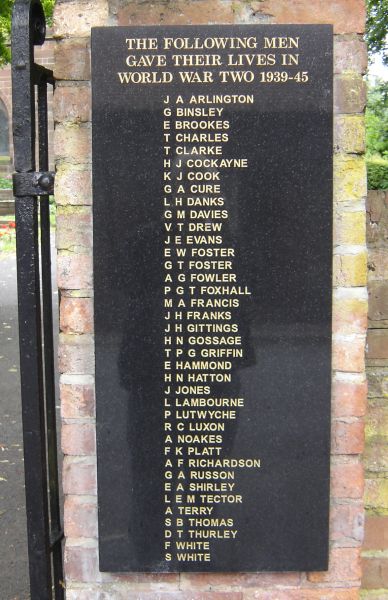 THE FOLLOWING MEN
GAVE THEIR LIVES IN
WORLD WAR TWO 1939-45
J A ARLINGTON
G BINSLEY
E BROOKES
T CHARLES
T CLARKE
H J COCKAYNE
K J COOK
G A CURE
L H DANKS
G M DAVIES
V T DREW
J E EVANS
E W FOSTER
G T FOSTER
A G FOWLER
P G T FOXHALL
M A FRANCIS
J H FRANKS
J H GITTINGS
H N GOSSAGE
T P G GRIFFIN
E HAMMOND
H N HATTON
J JONES
L LAMBOURNE
P LUTWYCHE
R C LUXON
A NOAKES
F K PLATT
A F RICHARDSON
G A RUSSON
E A SHIRLEY
L E M TECTOR
A TERRY
S B THOMAS
D T THURLEY
F WHITE
S WHITE